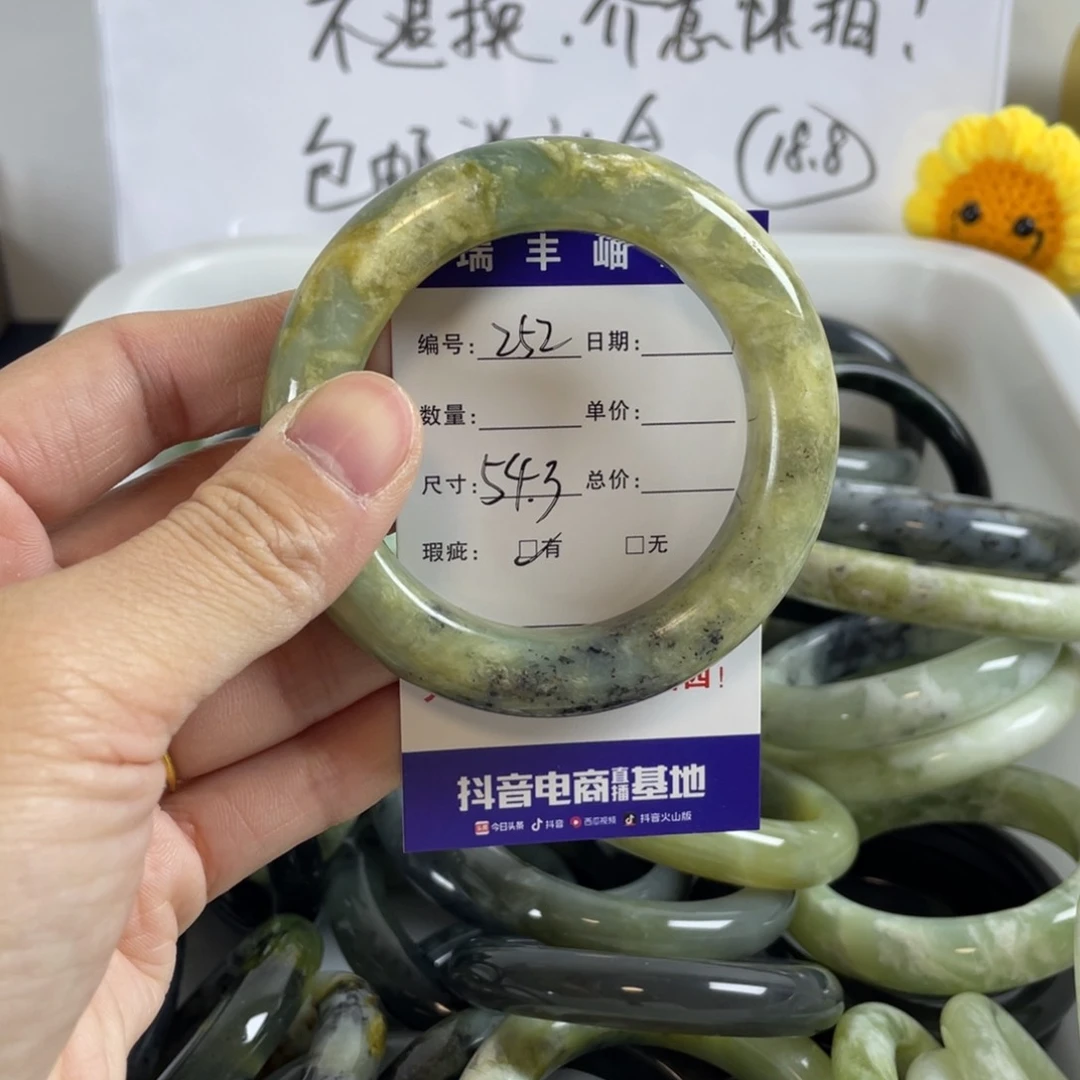 不退换.介意慎拍!
包邮
18.8
瑞丰岫
编号: 252 日期:
数量: 单价:
尺寸: 54.3 总价:
瑕疵: ☑有 □无
四!
抖音电商直播基地
今日头条 抖音 西瓜视频 抖音火山版